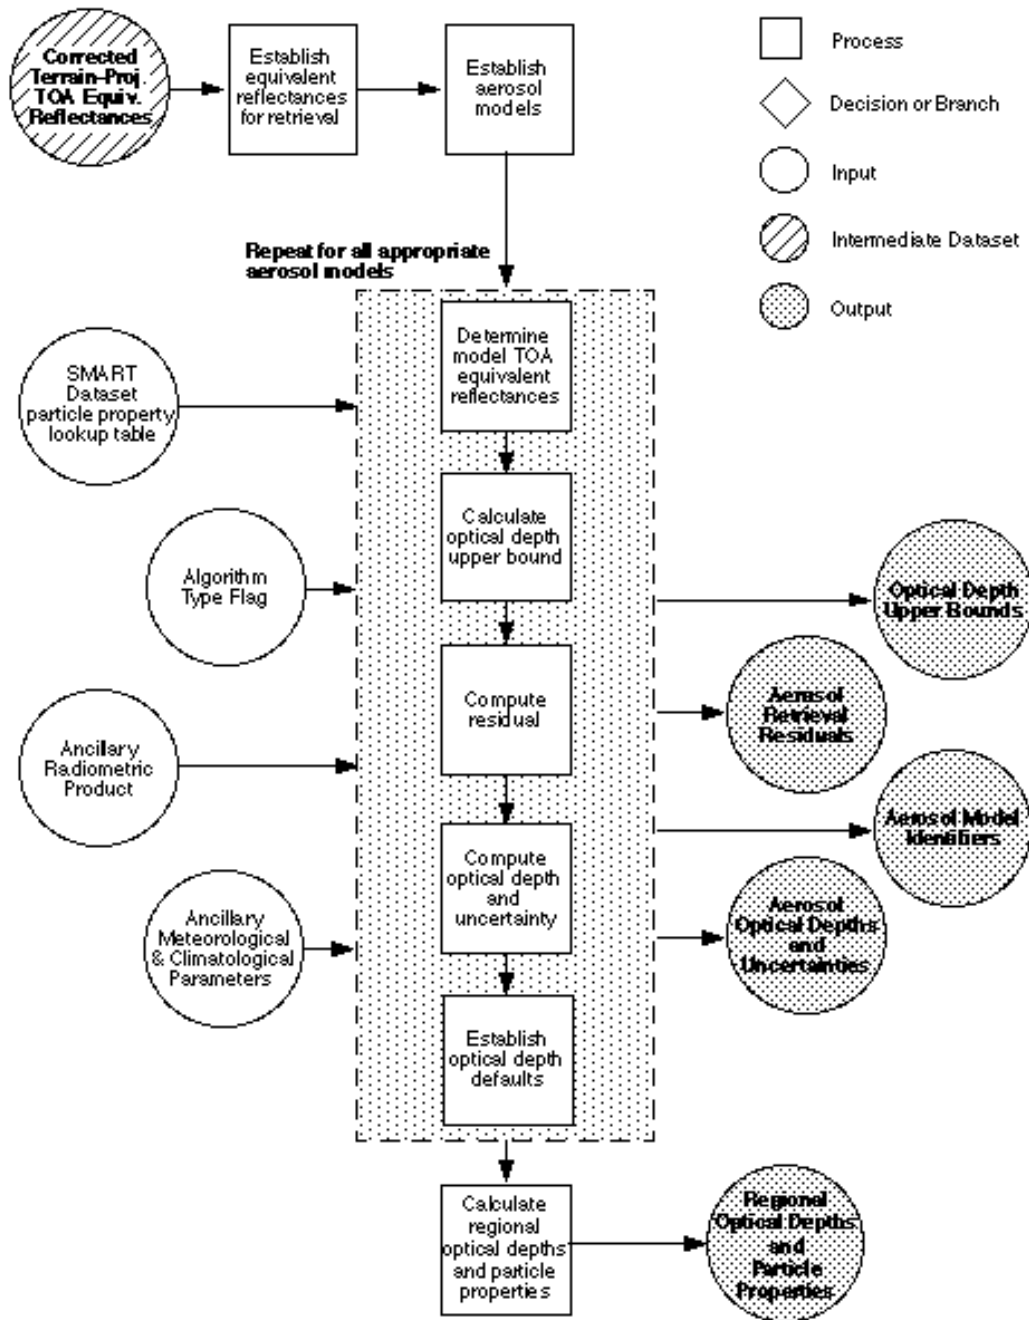 Corrected
Terrain-Proj.
TOA Equiv.
Reflectances
Establish
equivalent
reflectances
for retrieval
Establish
aerosol
models
Process
Decision or Branch
Input
Intermediate Dataset
Output
Repeat for all appropriate
aerosol models
Determine
model TOA
equivalent
reflectances
SMART
Dataset
particle property
lookup table
Calculate
optical depth
upper bound
Algorithm
Type Flag
Optical Depth
Upper Bounds
Compute
residual
Aerosol
Retrieval
Residuals
Ancillary
Radiometric
Product
Aerosol Model
Identifiers
Compute
optical depth
and
uncertainty
Ancillary
Meteorological
& Climatological
Parameters
Aerosol
Optical Depths
and
Uncertainties
Establish
optical depth
defaults
Calculate
regional
optical depths
and particle
properties
Regional
Optical Depths
and
Particle
Properties